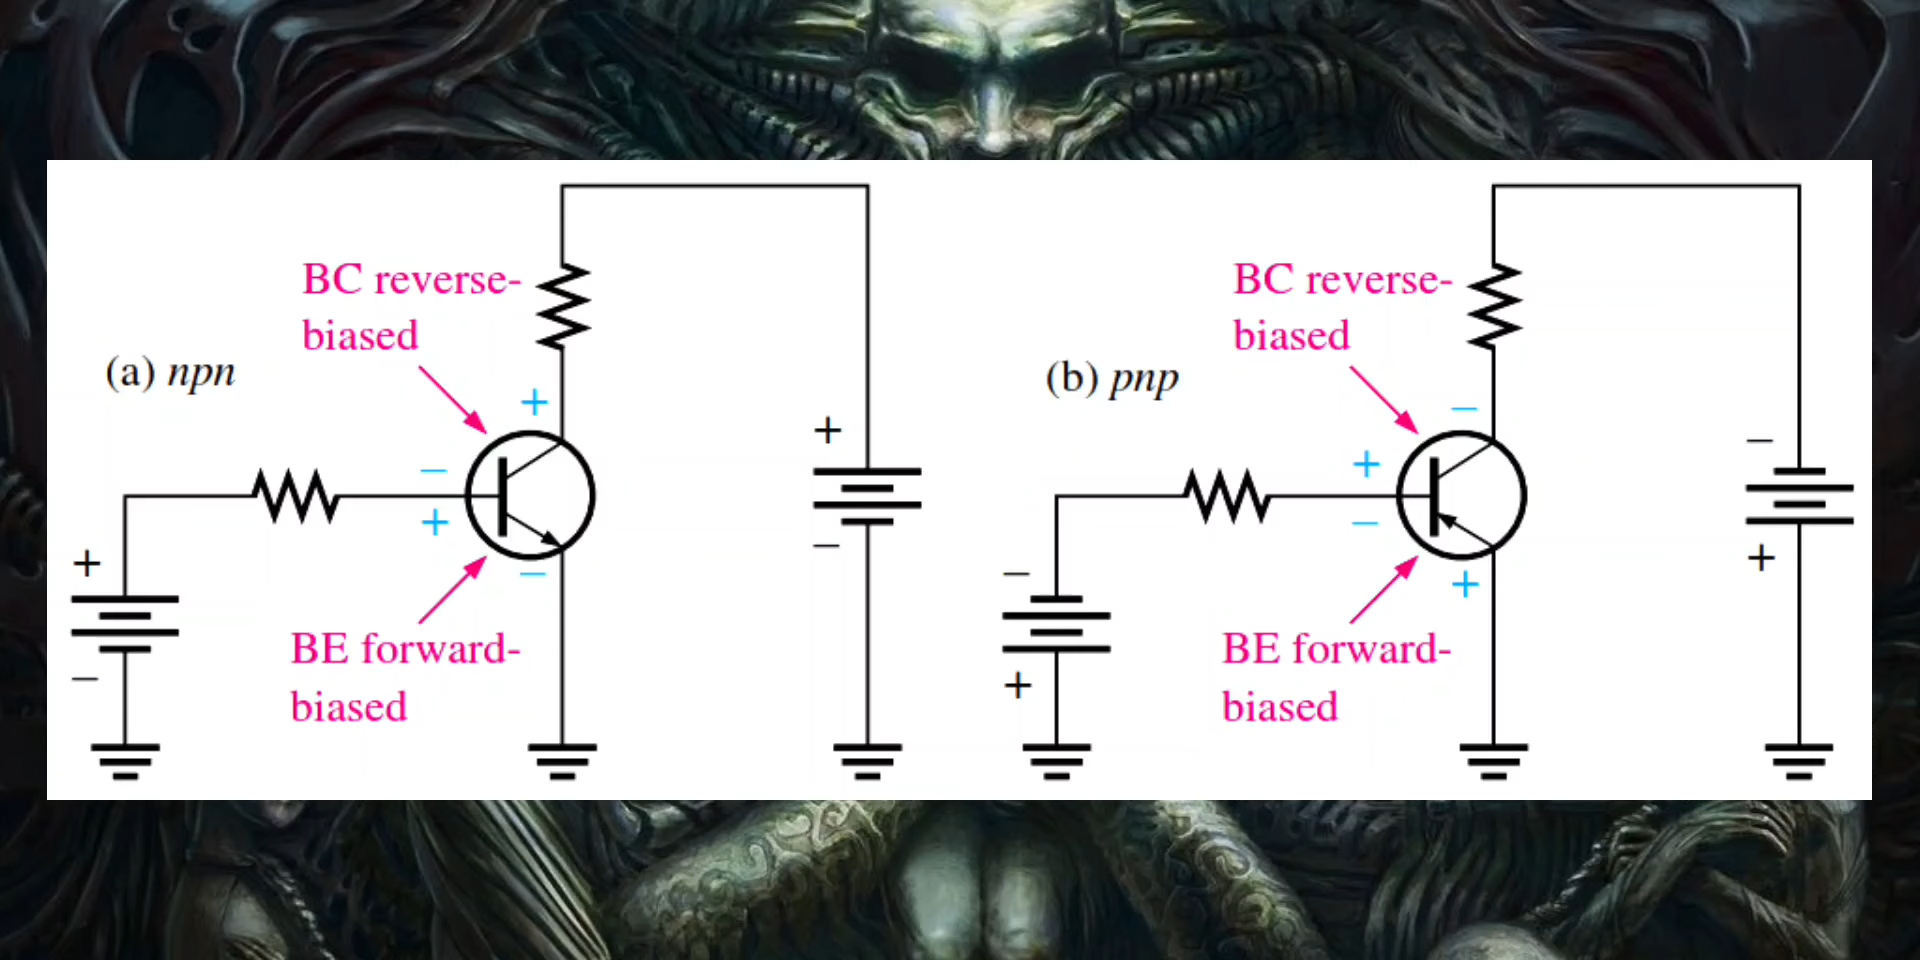 BC reverse-
biased
(a) npn
+
−
+
−
+
−
+
−
BE forward-
biased
BC reverse-
biased
(b) pnp
−
+
−
+
−
+
−
+
BE forward-
biased